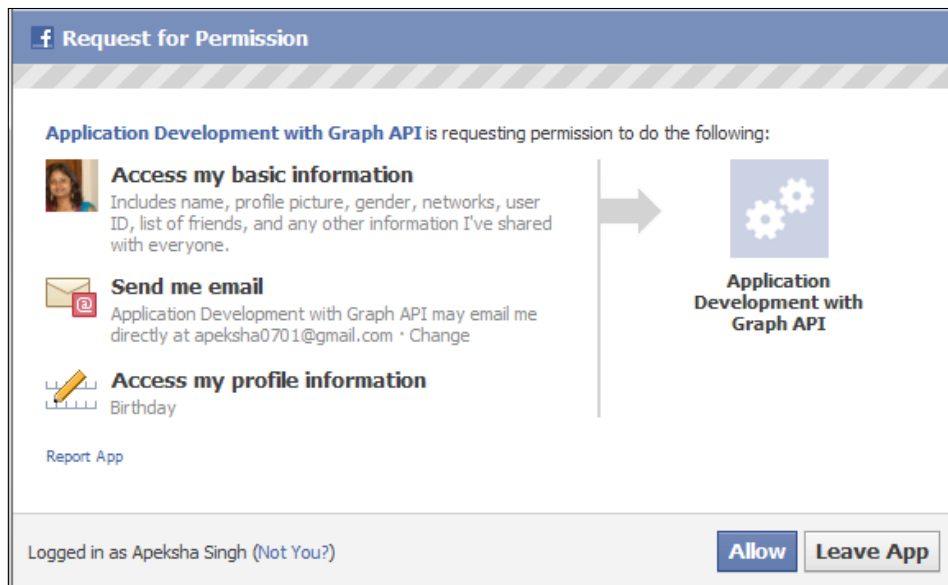 f Request for Permission
Application Development with Graph API is requesting permission to do the following:
Access my basic information
Includes name, profile picture, gender, networks, user
ID, list of friends, and any other information I've shared
with everyone.
Send me email
Application Development with Graph API may email me
directly at apeksha0701@gmail.com · Change
Access my profile information
Birthday
Application
Development with
Graph API
Report App
Logged in as Apeksha Singh (Not You?)
Allow
Leave App